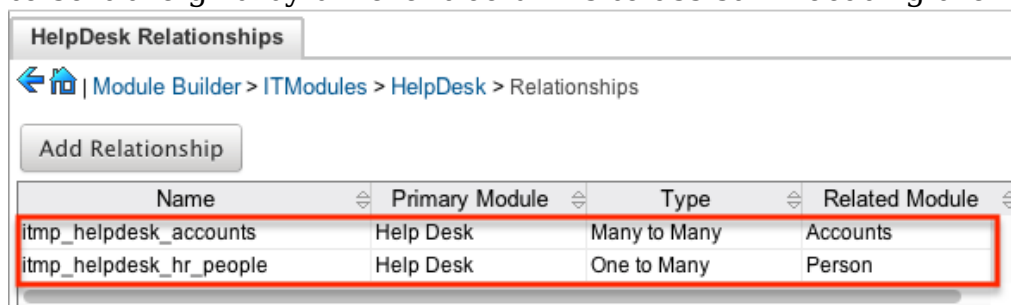 HelpDesk Relationships
| Module Builder > ITModules > HelpDesk > Relationships
Add Relationship
Name Primary Module Type Related Module
itmp_helpdesk_accounts Help Desk Many to Many Accounts
itmp_helpdesk_hr_people Help Desk One to Many Person